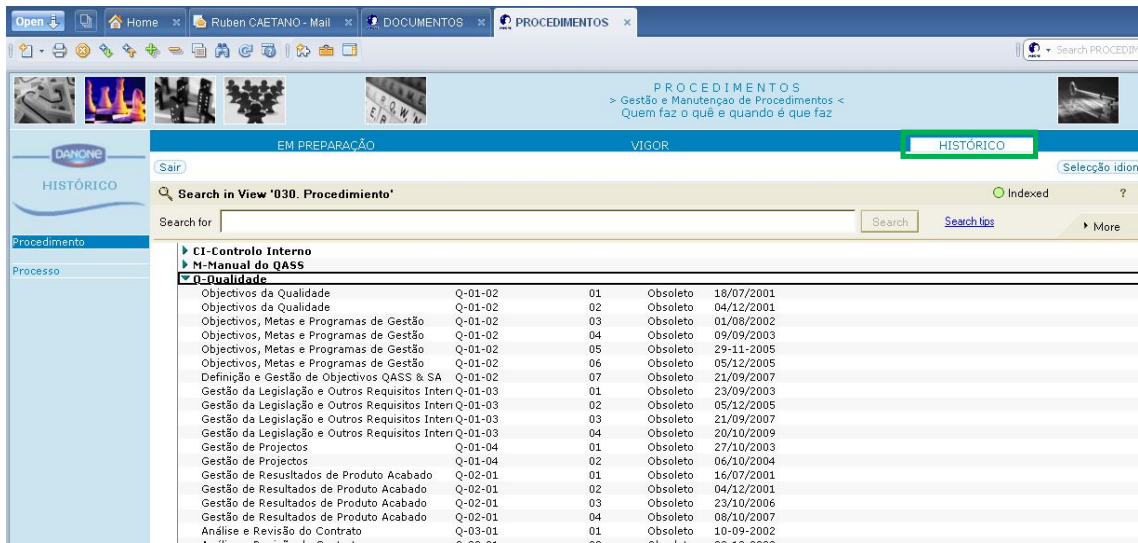 Open Home Ruben CAETANO - Mail DOCUMENTOS PROCEDIMENTOS
Search PROCEDIM
PROCEDIMENTOS
> Gestão e Manutençao de Procedimentos <
Quem faz o quê e quando é que faz
DANONE
HISTÓRICO
EM PREPARAÇÃO VIGOR HISTÓRICO
Sair Selecção idion
Search in View '030. Procedimiento' Indexed ?
Search for Search Search tips More
Procedimento
Processo
CI-Controlo Interno
M-Manual do QASS
Q-Qualidade
Objectivos da Qualidade Q-01-02 01 Obsoleto 18/07/2001
Objectivos da Qualidade Q-01-02 02 Obsoleto 04/12/2001
Objectivos, Metas e Programas de Gestão Q-01-02 03 Obsoleto 01/08/2002
Objectivos, Metas e Programas de Gestão Q-01-02 04 Obsoleto 09/09/2003
Objectivos, Metas e Programas de Gestão Q-01-02 05 Obsoleto 29-11-2005
Objectivos, Metas e Programas de Gestão Q-01-02 06 Obsoleto 05/12/2005
Definição e Gestão de Objectivos QASS & SA Q-01-02 07 Obsoleto 21/09/2007
Gestão da Legislação e Outros Requisitos Inter Q-01-03 01 Obsoleto 23/09/2003
Gestão da Legislação e Outros Requisitos Inter Q-01-03 02 Obsoleto 05/12/2005
Gestão da Legislação e Outros Requisitos Inter Q-01-03 03 Obsoleto 21/09/2007
Gestão da Legislação e Outros Requisitos Inter Q-01-03 04 Obsoleto 20/10/2009
Gestão de Projectos Q-01-04 01 Obsoleto 27/10/2003
Gestão de Projectos Q-01-04 02 Obsoleto 06/10/2004
Gestão de Resusltados de Produto Acabado Q-02-01 01 Obsoleto 16/07/2001
Gestão de Resultados de Produto Acabado Q-02-01 02 Obsoleto 04/12/2001
Gestão de Resultados de Produto Acabado Q-02-01 03 Obsoleto 23/10/2006
Gestão de Resultados de Produto Acabado Q-02-01 04 Obsoleto 08/10/2007
Análise e Revisão do Contrato Q-03-01 01 Obsoleto 10-09-2002